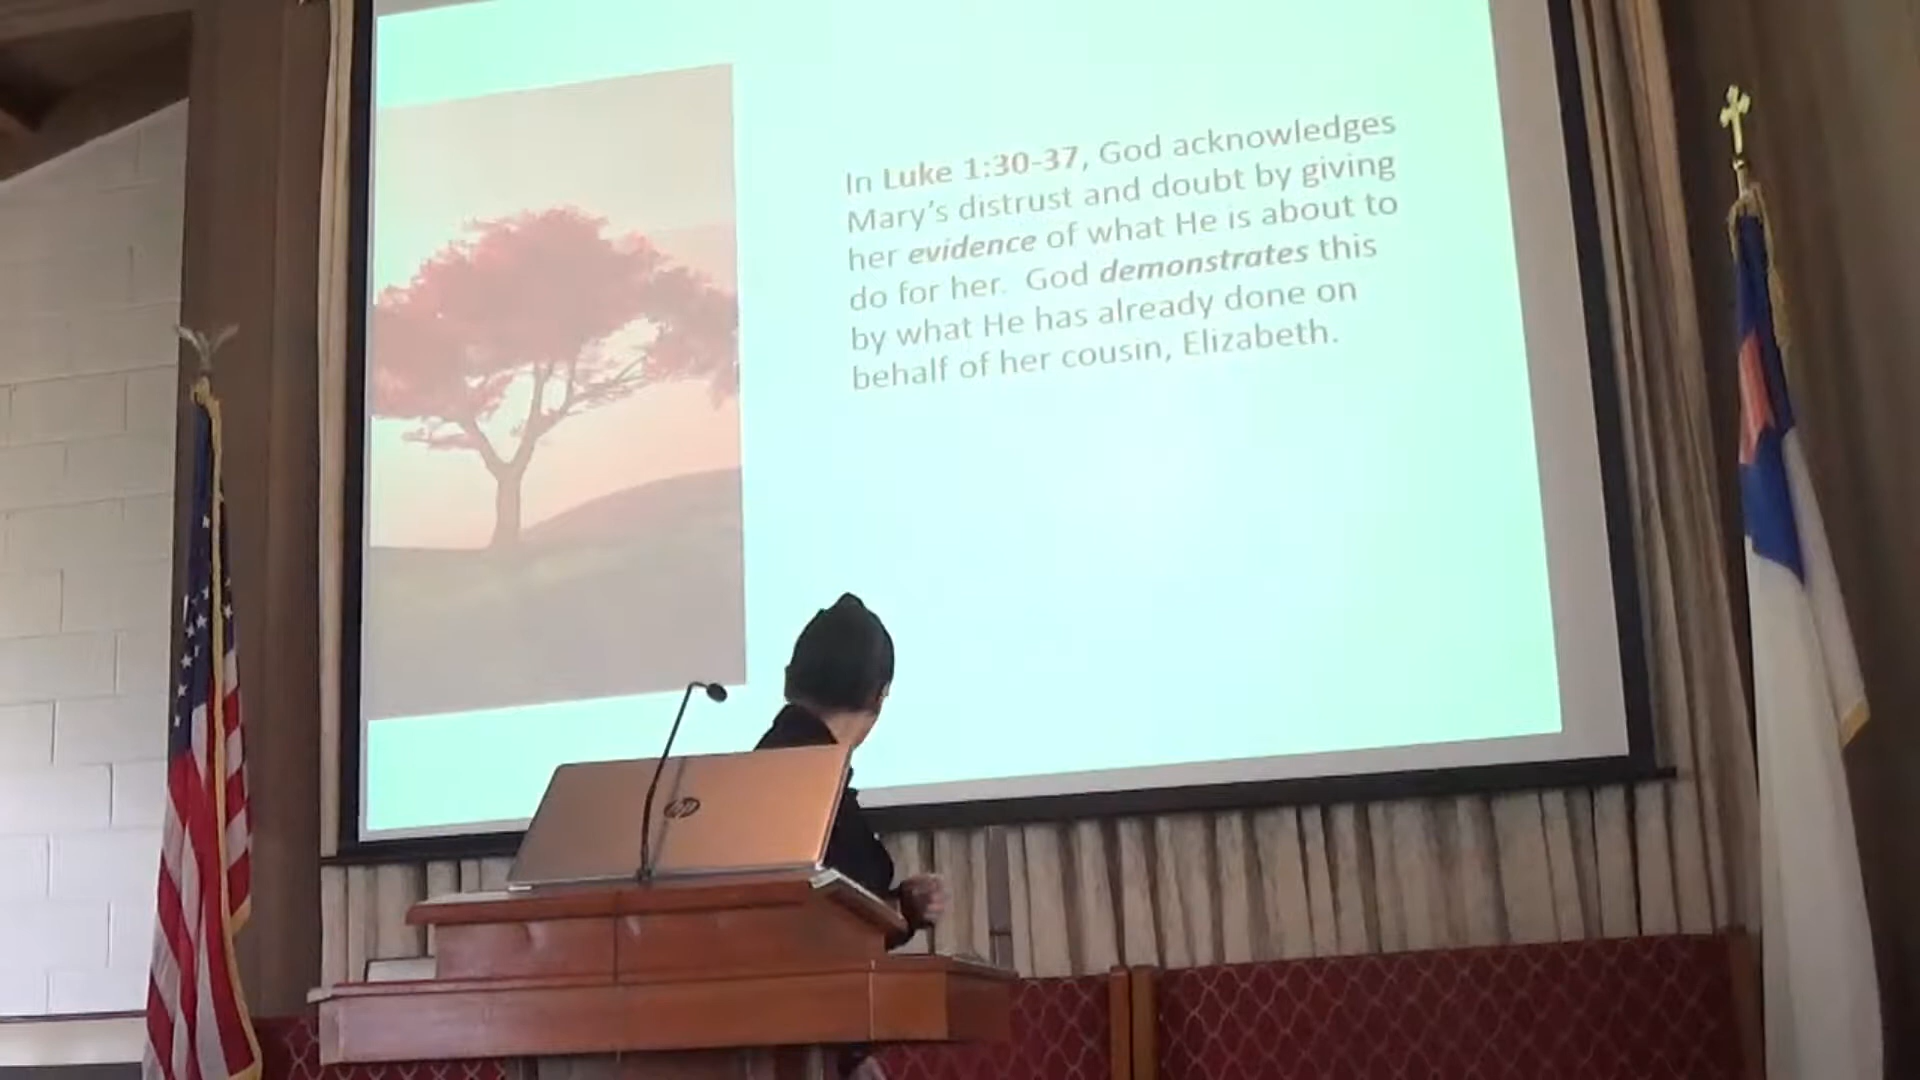 In Luke 1:30-37, God acknowledges
Mary's distrust and doubt by giving
her evidence of what He is about to
do for her. God demonstrates this
by what He has already done on
behalf of her cousin, Elizabeth.
hp